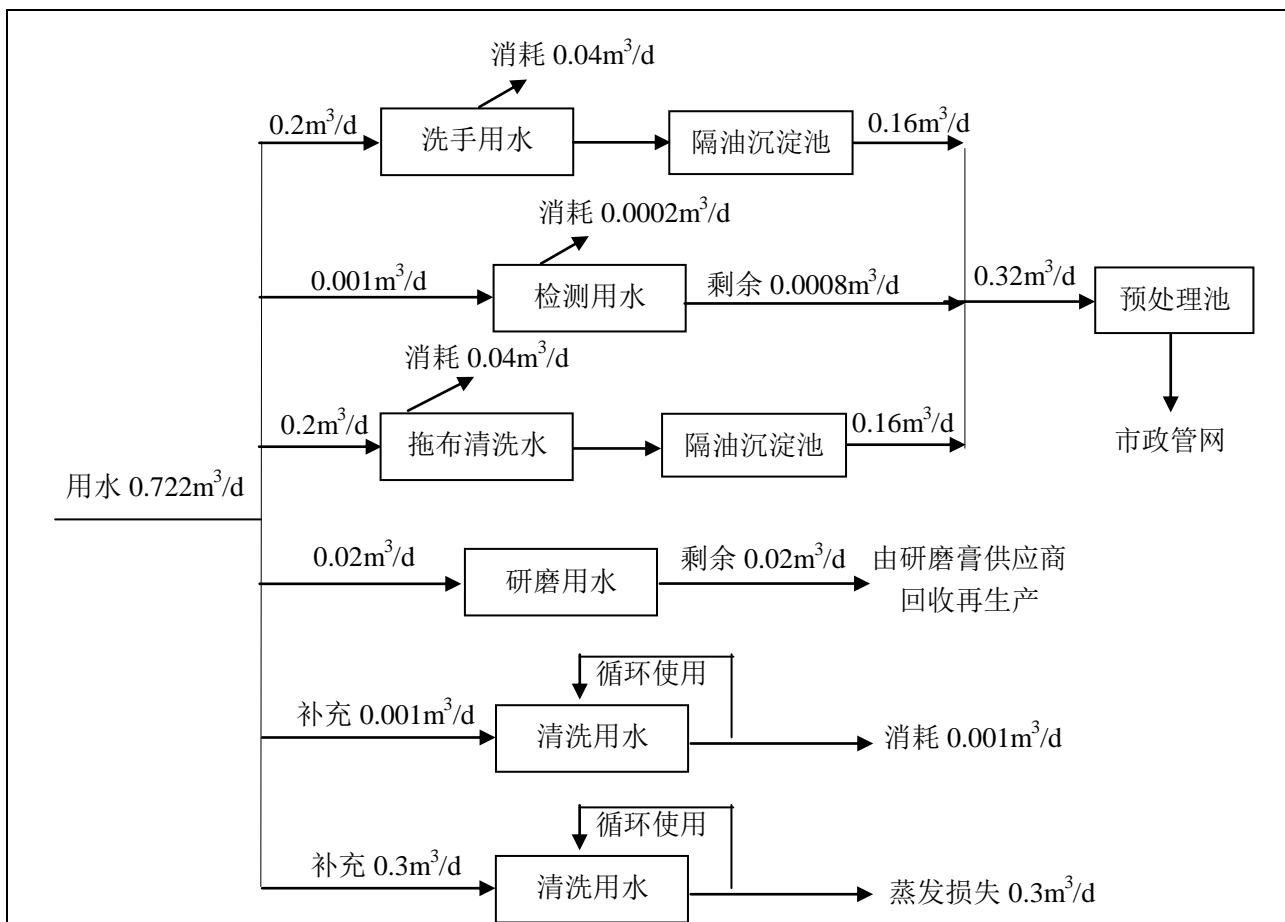 消耗 0.04m³/d
0.2m³/d
洗手用水
隔油沉淀池
0.16m³/d
消耗 0.0002m³/d
0.001m³/d
检测用水
剩余 0.0008m³/d
0.32m³/d
预处理池
消耗 0.04m³/d
0.2m³/d
拖布清洗水
隔油沉淀池
0.16m³/d
市政管网
用水 0.722m³/d
0.02m³/d
研磨用水
剩余 0.02m³/d
由研磨膏供应商
回收再生产
循环使用
补充 0.001m³/d
清洗用水
消耗 0.001m³/d
循环使用
补充 0.3m³/d
清洗用水
蒸发损失 0.3m³/d